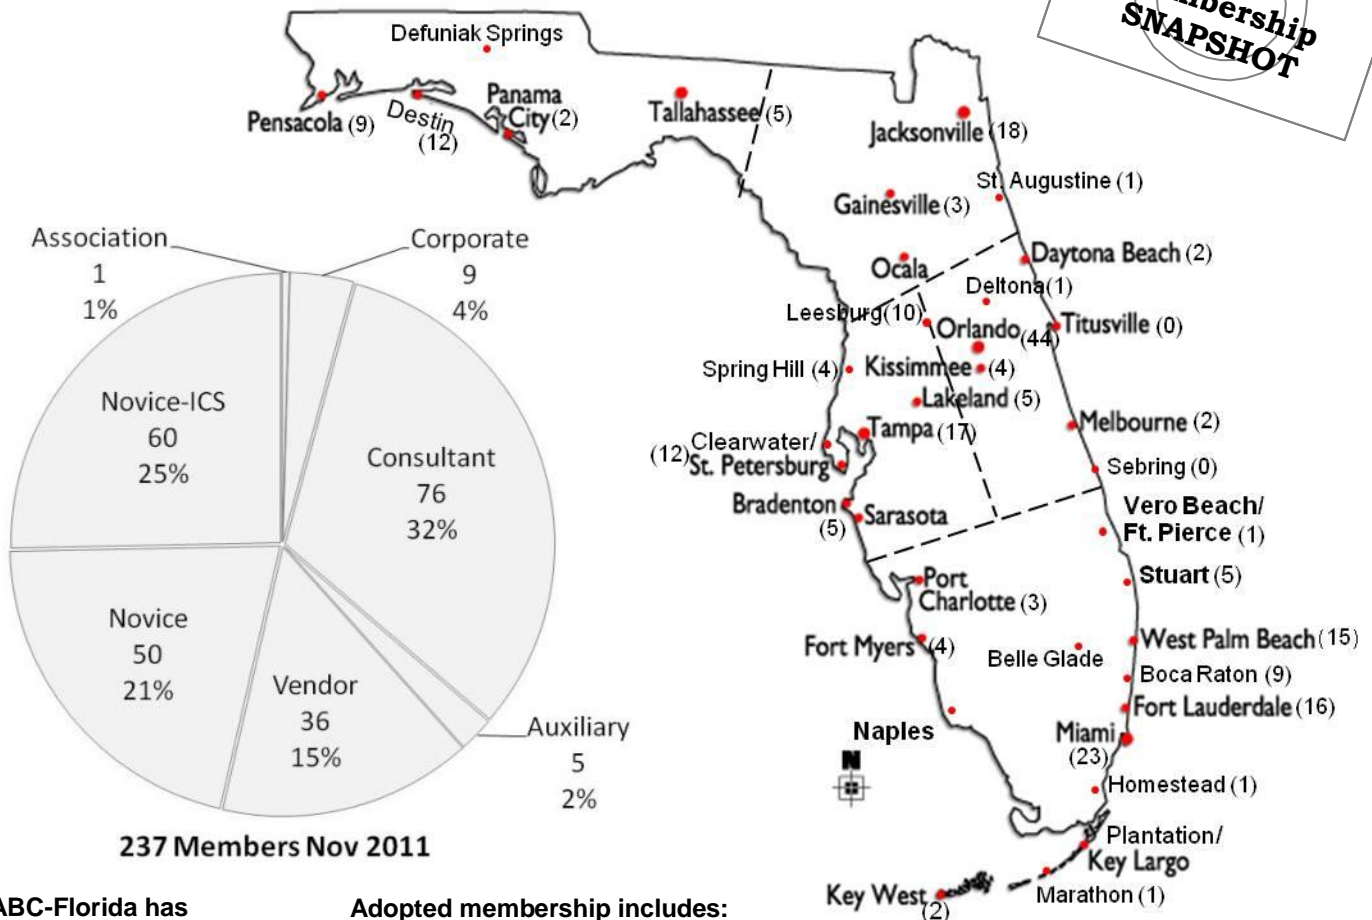 mbership
SNAPSHOT
Defuniak Springs
Pensacola (9)
Destin
(12)
Panama
City (2)
Tallahassee (5)
Jacksonville (18)
St. Augustine (1)
Gainesville (3)
Ocala
Daytona Beach (2)
Deltona(1)
Leesburg(10)
Orlando (44)
Titusville (0)
Spring Hill (4)
Kissimmee (4)
Lakeland (5)
Tampa (17)
Melbourne (2)
Clearwater/
(12) St. Petersburg
Sebring (0)
Bradenton
(5)
Sarasota
Vero Beach/
Ft. Pierce (1)
Stuart (5)
Port
Charlotte (3)
Fort Myers (4)
West Palm Beach (15)
Belle Glade
Boca Raton (9)
Fort Lauderdale (16)
Naples
Miami
(23)
N
Homestead (1)
Plantation/
Key Largo
Marathon (1)
Key West
(2)
Association
1
1%
Corporate
9
4%
Novice-ICS
60
25%
Consultant
76
32%
Novice
50
21%
Vendor
36
15%
Auxiliary
5
2%
237 Members Nov 2011
ABC-Florida has
Adopted membership includes: